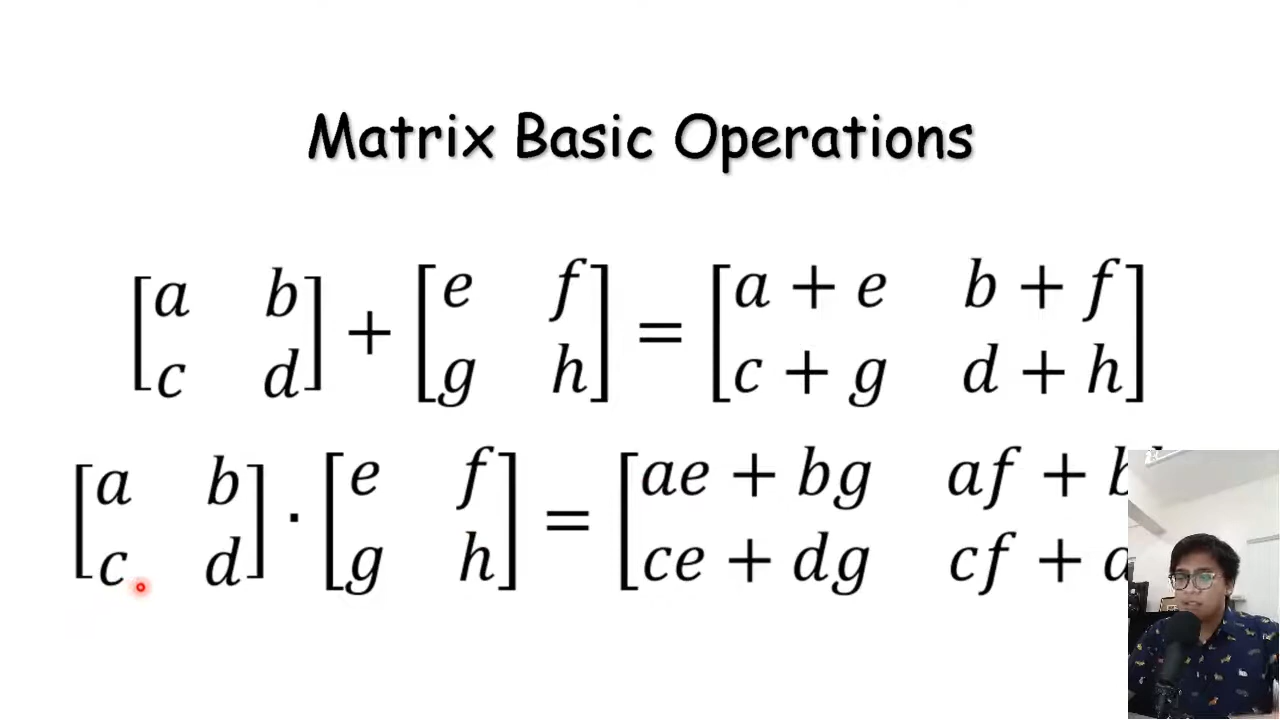 Matrix Basic Operations
[a b] + [e f] = [a + e b + f]
[c d] [g h] [c + g d + h]
[a b] · [e f] = [ae + bg af +
[c d] [g h] [ce + dg cf +